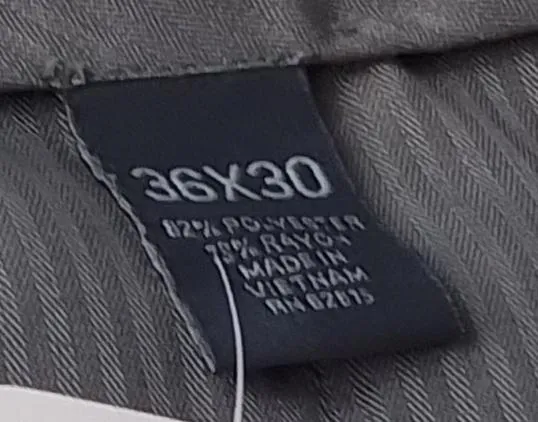 36X30
82% POLYESTER
RAYON
MADE IN
VIETNAM
RN